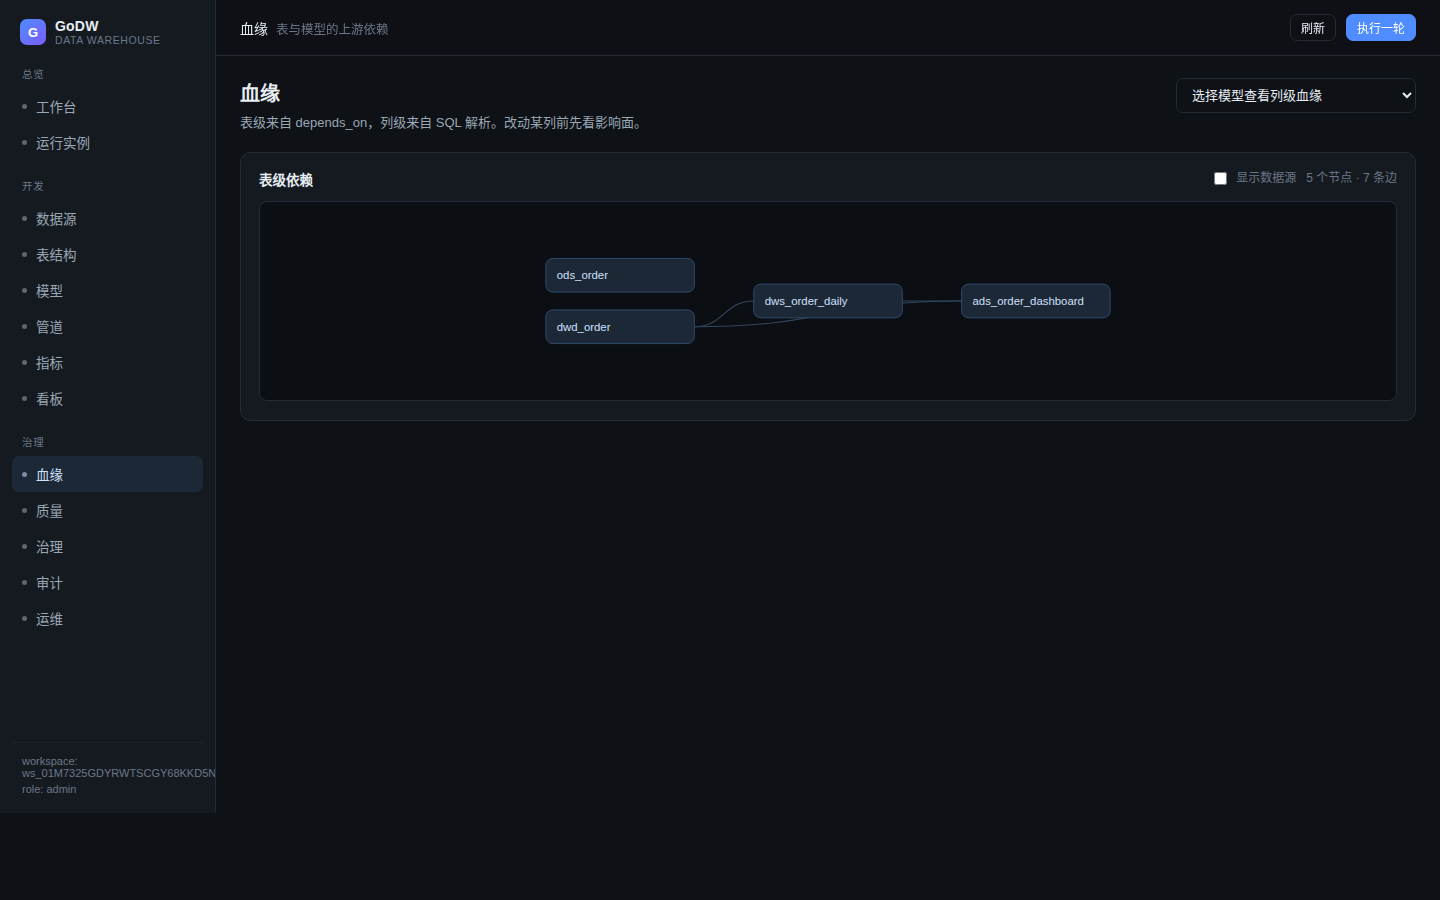 G
GoDW
DATA WAREHOUSE
总览
工作台
运行实例
开发
数据源
表结构
模型
管道
指标
看板
治理
血缘
质量
治理
审计
运维
workspace:
ws_01M7325GDYRWTSCGY68KKD5N
role: admin
血缘 表与模型的上游依赖
刷新
执行一轮
血缘
表级来自 depends_on，列级来自 SQL 解析。改动某列前先看影响面。
选择模型查看列级血缘
表级依赖
显示数据源 5 个节点 · 7 条边
ods_order
dwd_order
dws_order_daily
ads_order_dashboard